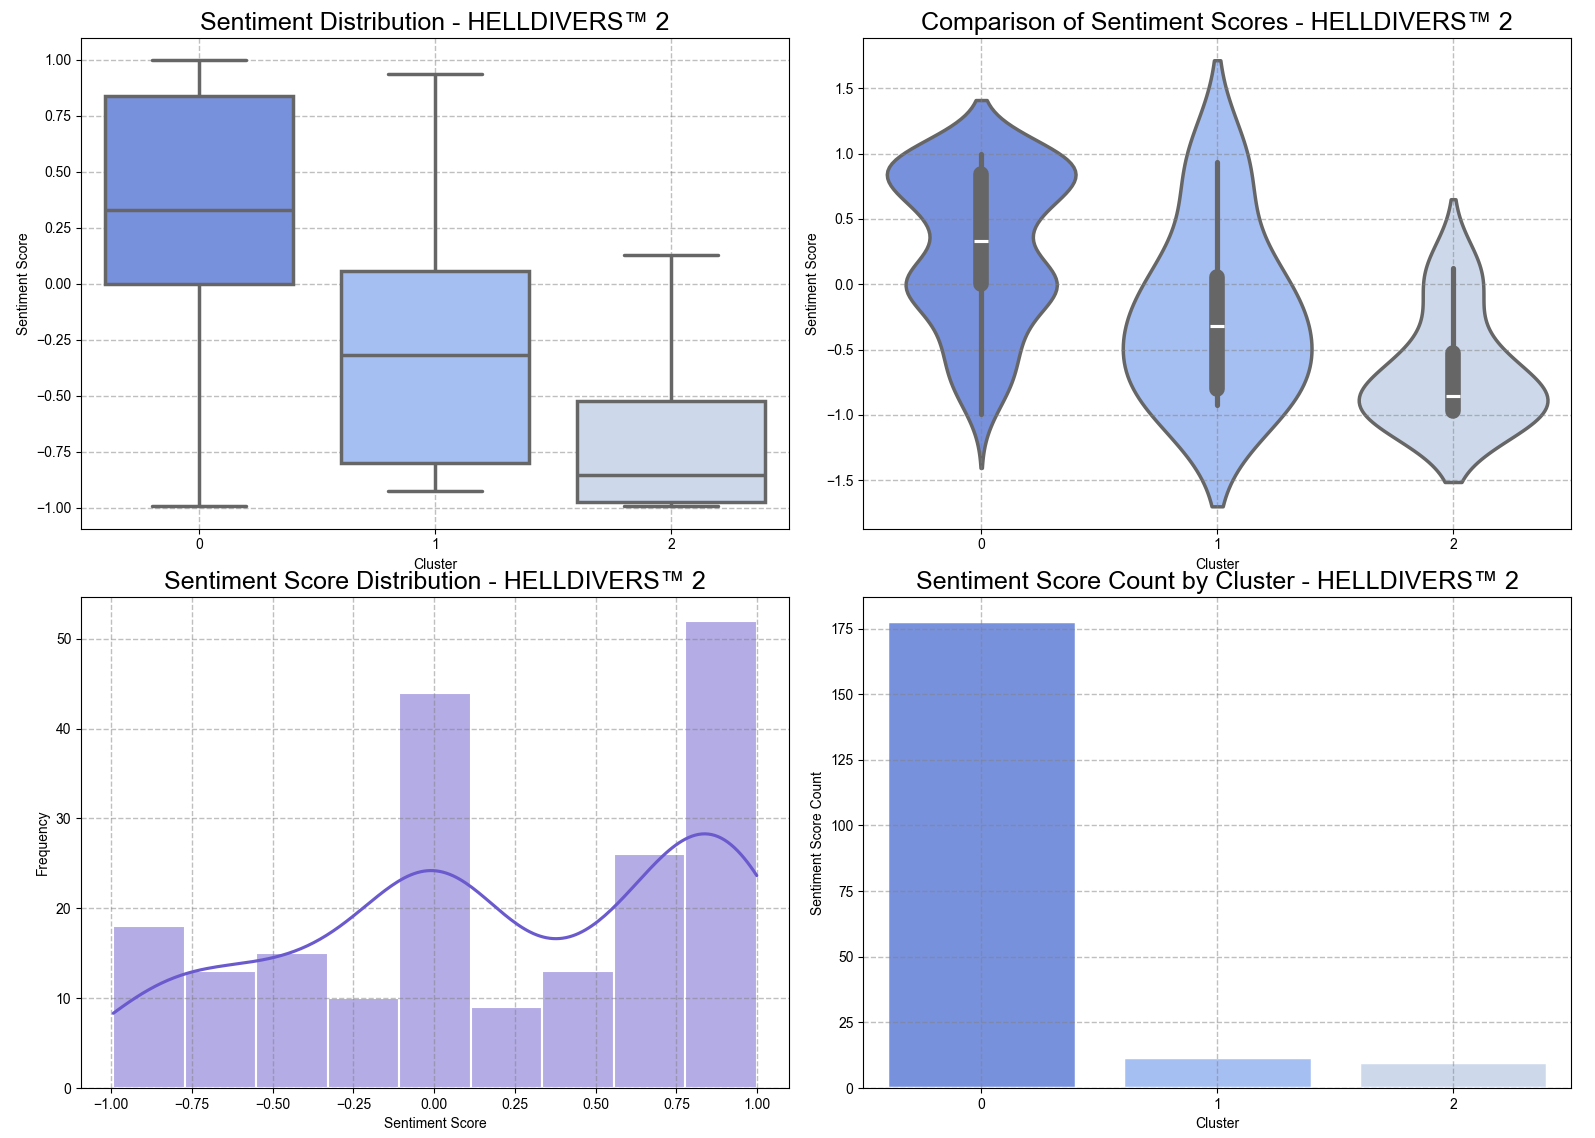 Sentiment Distribution - HELLDIVERS™ 2
Sentiment Score
1.00
0.75
0.50
0.25
0.00
−0.25
−0.50
−0.75
−1.00
0 1 2
Cluster
Comparison of Sentiment Scores - HELLDIVERS™ 2
Sentiment Score
1.5
1.0
0.5
0.0
−0.5
−1.0
−1.5
0 1 2
Cluster
Sentiment Score Distribution - HELLDIVERS™ 2
Frequency
50
40
30
20
10
0
−1.00 −0.75 −0.50 −0.25 0.00 0.25 0.50 0.75 1.00
Sentiment Score
Sentiment Score Count by Cluster - HELLDIVERS™ 2
Sentiment Score Count
175
150
125
100
75
50
25
0
0 1 2
Cluster